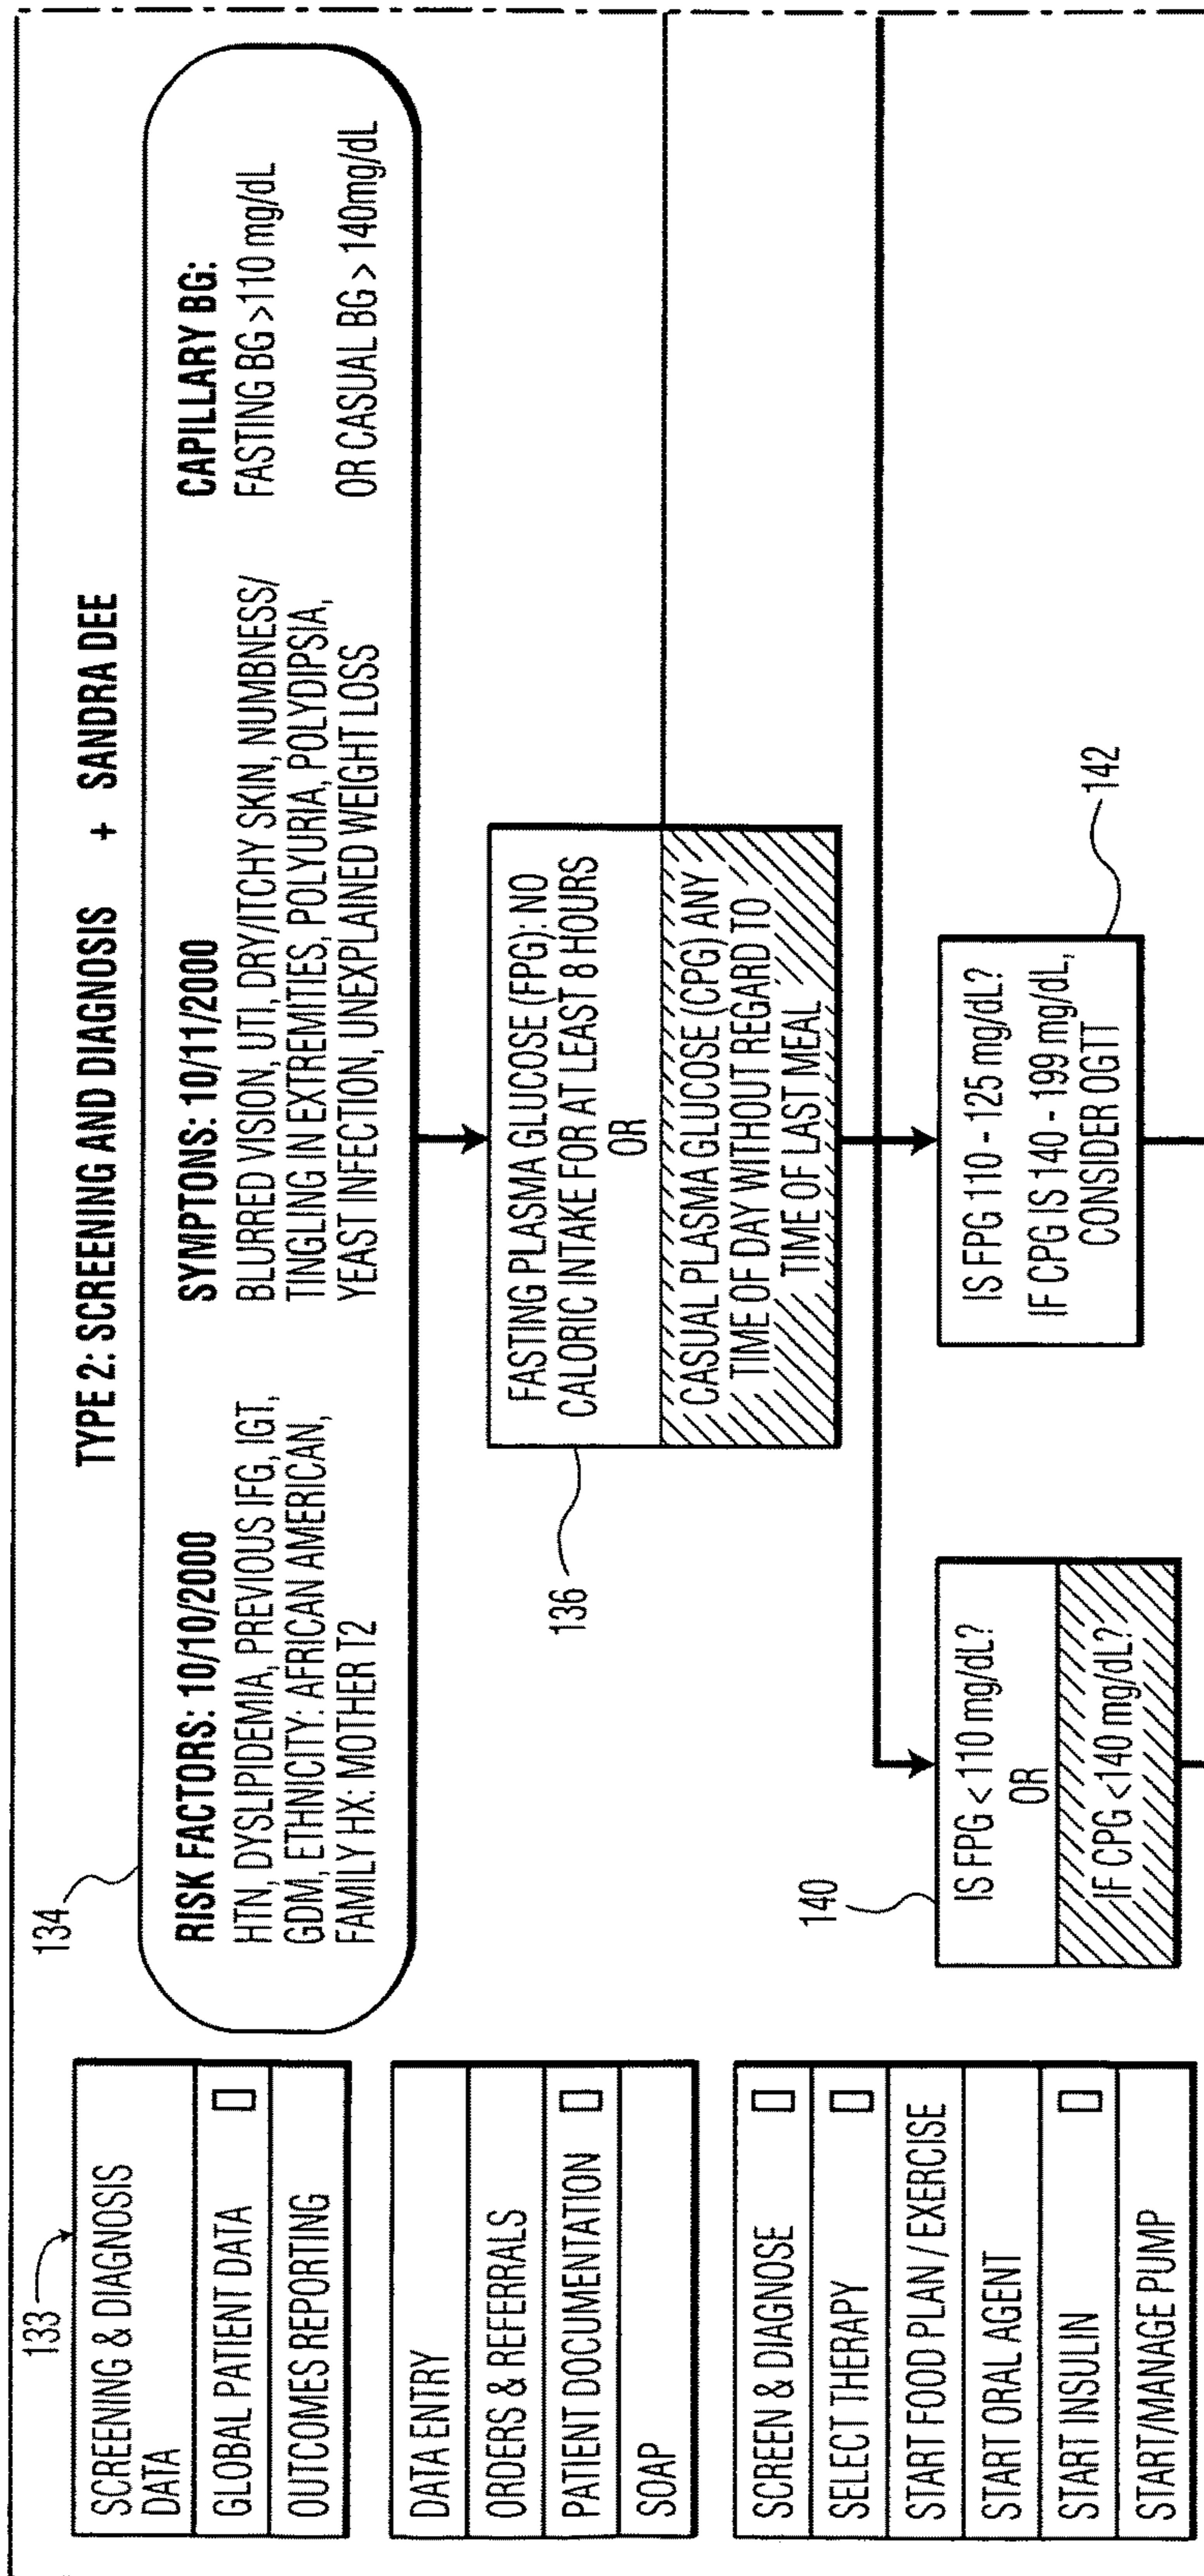 133
SCREENING & DIAGNOSIS
DATA
GLOBAL PATIENT DATA
OUTCOMES REPORTING
DATA ENTRY
ORDERS & REFERRALS
PATIENT DOCUMENTATION
SOAP
SCREEN & DIAGNOSE
SELECT THERAPY
START FOOD PLAN / EXERCISE
START ORAL AGENT
START INSULIN
START/MANAGE PUMP
TYPE 2: SCREENING AND DIAGNOSIS + SANDRA DEE
134
RISK FACTORS: 10/10/2000
HTN, DYSLIPIDEMIA, PREVIOUS IFG, IGT,
GDM, ETHNICITY: AFRICAN AMERICAN,
FAMILY HX: MOTHER T2
SYMPTONS: 10/11/2000
BLURRED VISION, UTI, DRY/ITCHY SKIN, NUMBNESS/
TINGLING IN EXTREMITIES, POLYURIA, POLYDIPSIA,
YEAST INFECTION, UNEXPLAINED WEIGHT LOSS
CAPILLARY BG:
FASTING BG >110 mg/dL
OR CASUAL BG > 140mg/dL
136
FASTING PLASMA GLUCOSE (FPG): NO
CALORIC INTAKE FOR AT LEAST 8 HOURS
OR
CASUAL PLASMA GLUCOSE (CPG) ANY
TIME OF DAY WITHOUT REGARD TO
TIME OF LAST MEAL
140
IS FPG < 110 mg/dL?
OR
IF CPG <140 mg/dL?
142
IS FPG 110 - 125 mg/dL?
IF CPG IS 140 - 199 mg/dL,
CONSIDER OGTT